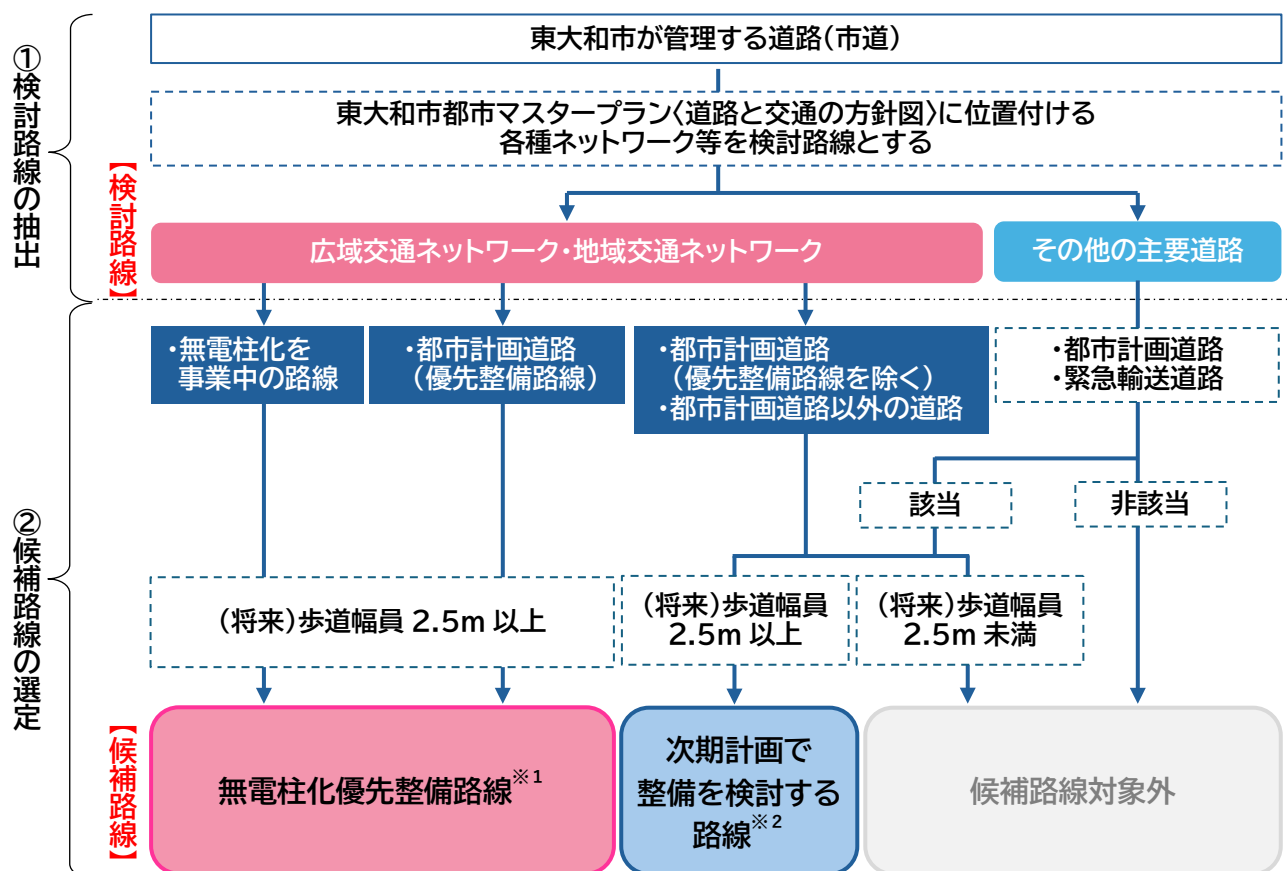 ①検討路線の抽出
東大和市が管理する道路(市道)
東大和市都市マスタープラン〈道路と交通の方針図〉に位置付ける
各種ネットワーク等を検討路線とする
【検討路線】
広域交通ネットワーク・地域交通ネットワーク
その他の主要道路
②候補路線の選定
・無電柱化を
事業中の路線
・都市計画道路
(優先整備路線)
・都市計画道路
(優先整備路線を除く)
・都市計画道路以外の道路
・都市計画道路
・緊急輸送道路
該当
非該当
(将来)歩道幅員 2.5m 以上
(将来)歩道幅員
2.5m 以上
(将来)歩道幅員
2.5m 未満
【候補路線】
無電柱化優先整備路線※1
次期計画で
整備を検討する
路線※2
候補路線対象外